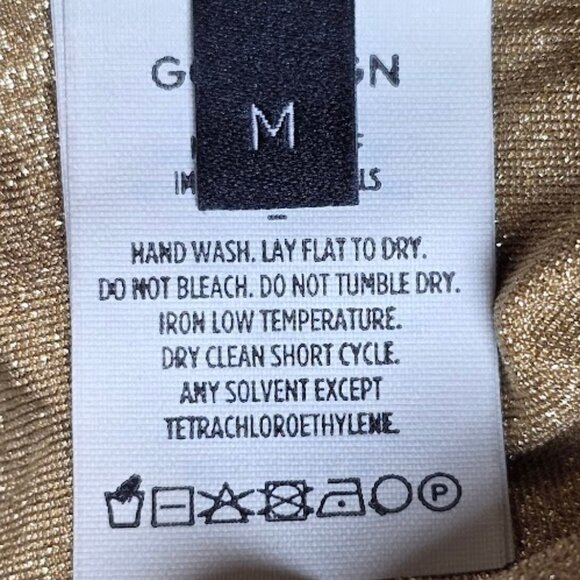 M
HAND WASH. LAY FLAT TO DRY.
DO NOT BLEACH. DO NOT TUMBLE DRY.
IRON LOW TEMPERATURE.
DRY CLEAN SHORT CYCLE.
ANY SOLVENT EXCEPT
TETRACHLOROETHYLENE.
P